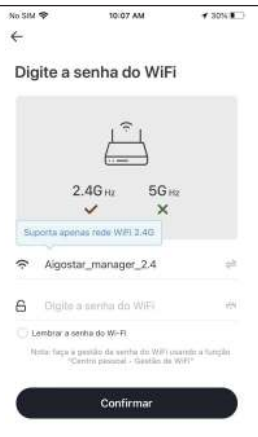 No SIM 10:07 AM 30%
Digite a senha do WiFi
2.4G Hz 5G Hz
Suporta apenas rede WiFi 2.4G
Aigostar_manager_2.4
Digite a senha do WiFi
Lembrar a senha do Wi-Fi
Nota: faça a gestão da senha do WiFi usando a função
"Centro pessoal - Gestão de WiFi"
Confirmar